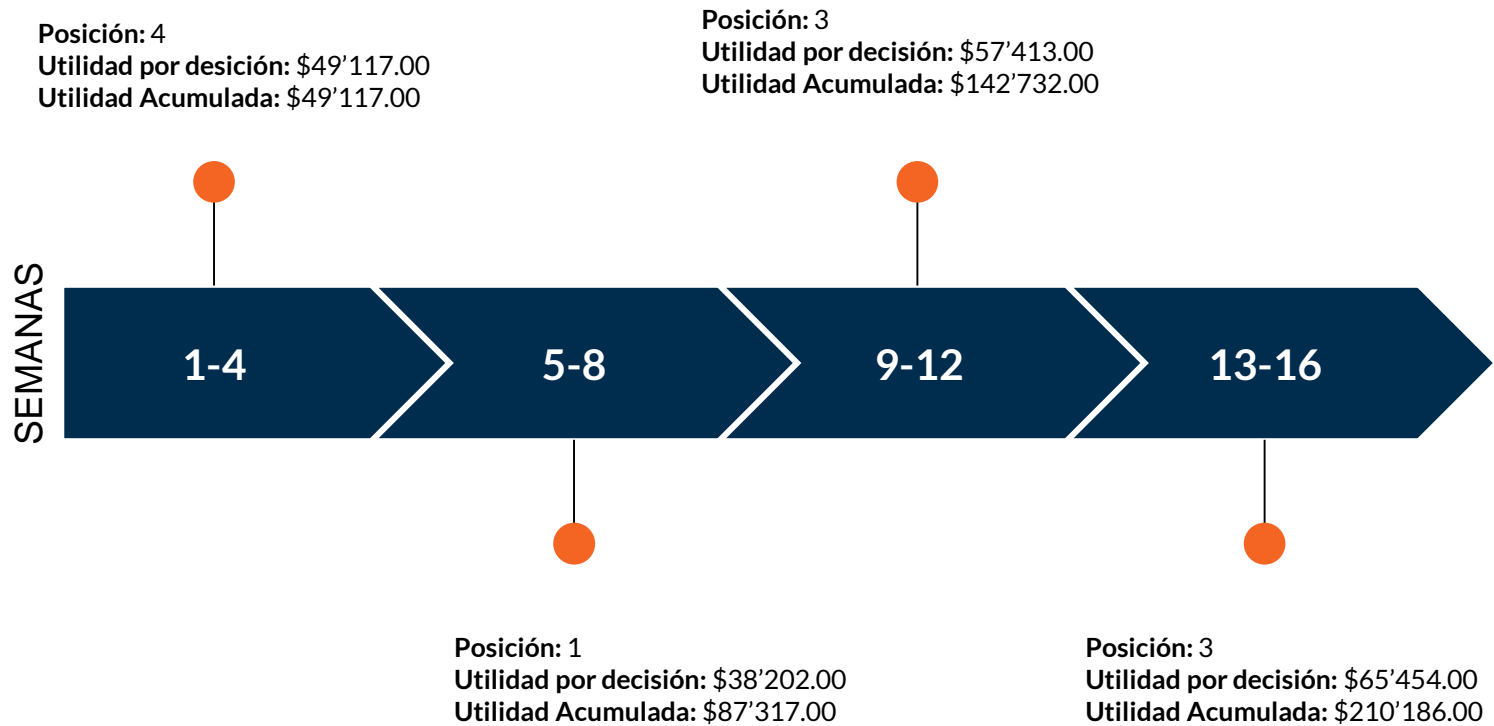 Posición: 4
Utilidad por desición: $49’117.00
Utilidad Acumulada: $49’117.00
Posición: 3
Utilidad por decisión: $57’413.00
Utilidad Acumulada: $142’732.00
SEMANAS
1-4
5-8
9-12
13-16
Posición: 1
Utilidad por decisión: $38’202.00
Utilidad Acumulada: $87’317.00
Posición: 3
Utilidad por decisión: $65’454.00
Utilidad Acumulada: $210’186.00